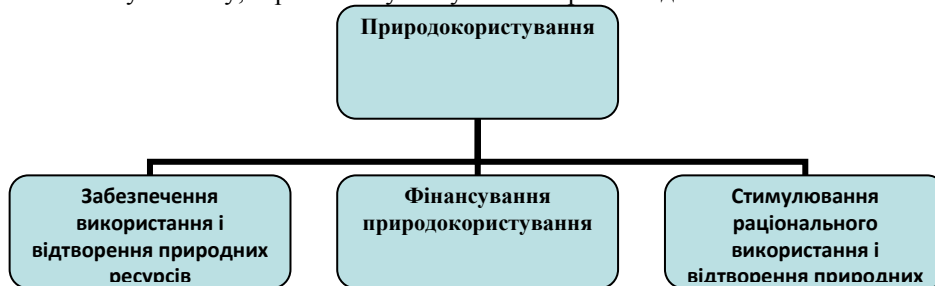 Природокористування
Забезпечення
використання і
відтворення природних
ресурсів
Фінансування
природокористування
Стимулювання
раціонального
використання і
відтворення природних